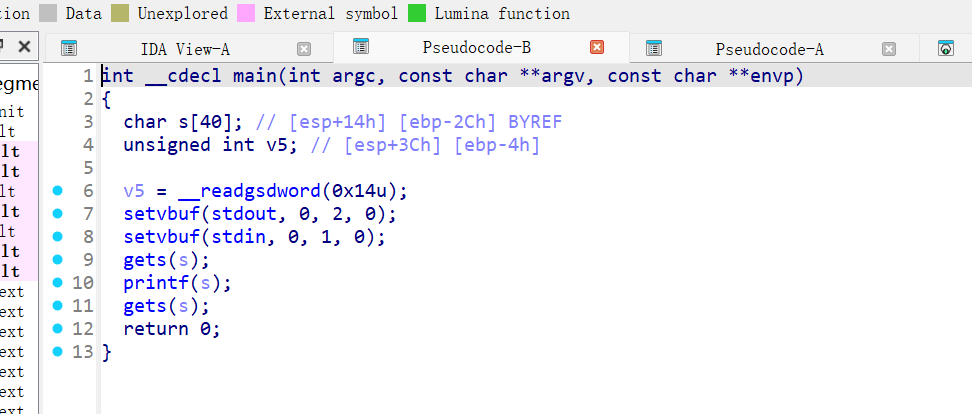 ion Data Unexplored External symbol Lumina function
IDA View-A Pseudocode-B Pseudocode-A
egme
nit
lt
lt
lt
lt
lt
lt
lt
lt
ext
ext
ext
ext
ext
ext
1 int __cdecl main(int argc, const char **argv, const char **envp)
2 {
3   char s[40]; // [esp+14h] [ebp-2Ch] BYREF
4   unsigned int v5; // [esp+3Ch] [ebp-4h]
5
6   v5 = __readgsdword(0x14u);
7   setvbuf(stdout, 0, 2, 0);
8   setvbuf(stdin, 0, 1, 0);
9   gets(s);
10   printf(s);
11   gets(s);
12   return 0;
13 }